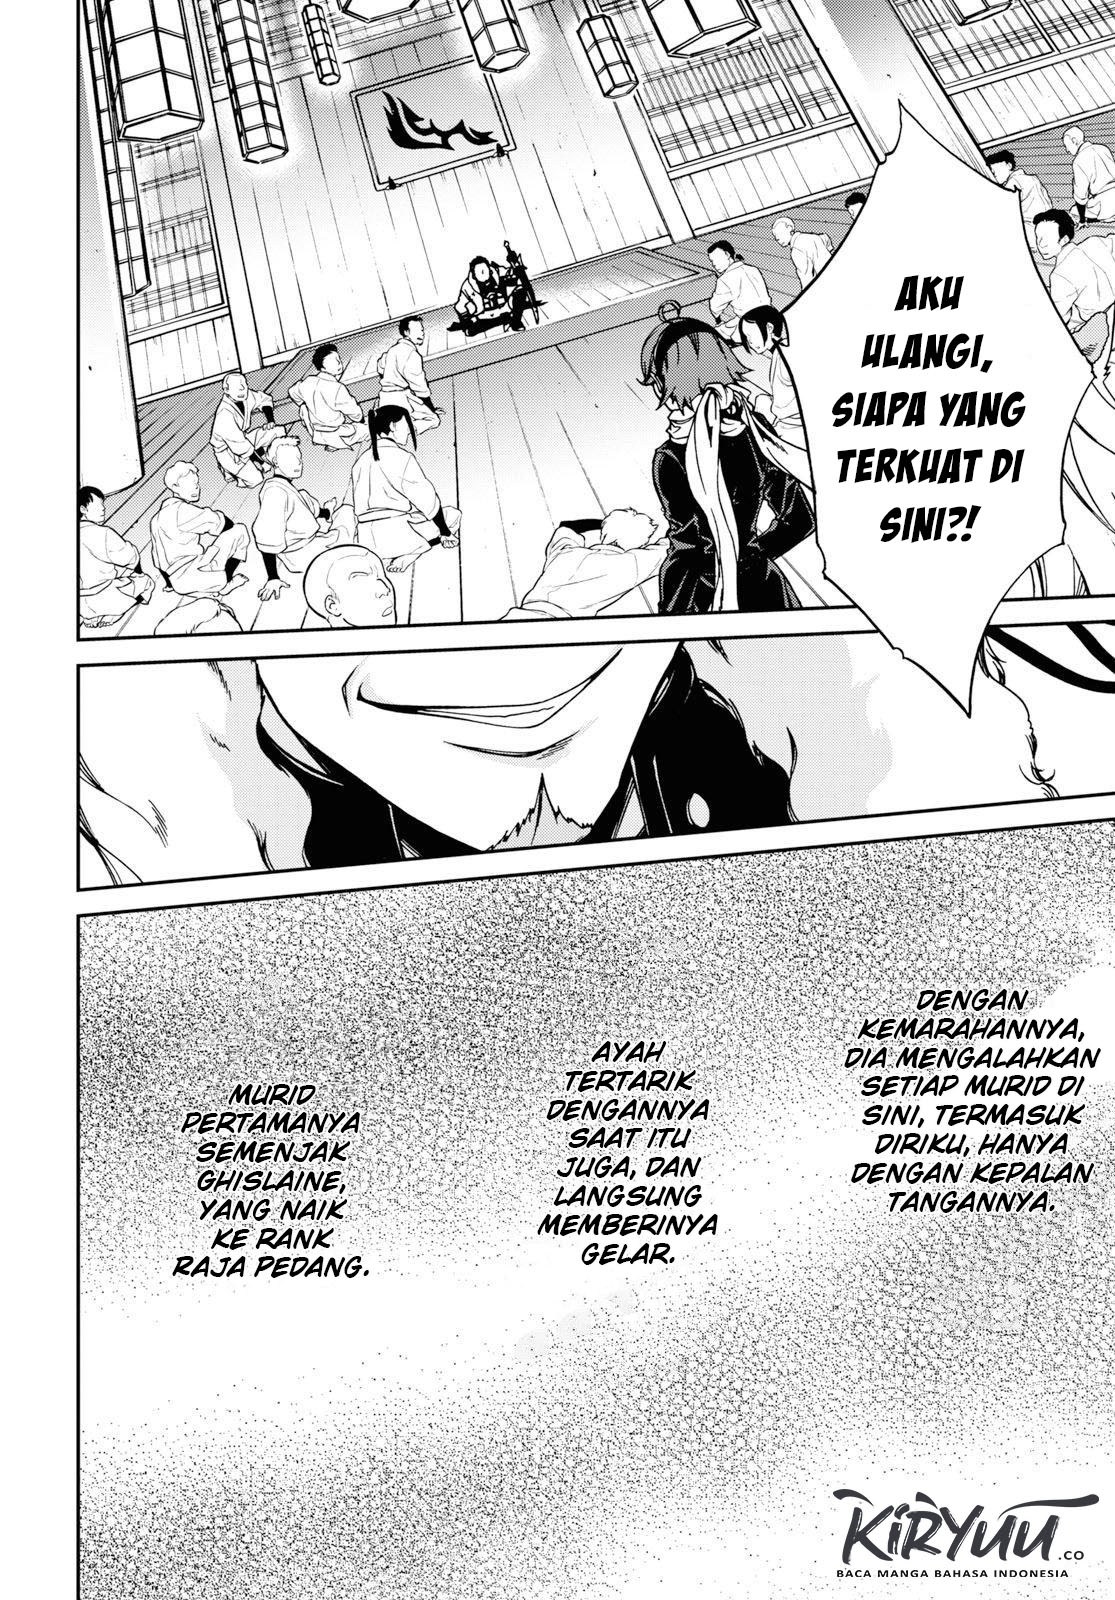 AKU
ULANGI,
SIAPA YANG
TERKUAT DI
SINI?!
DENGAN
KEMARAHANNYA,
DIA MENGALAHKAN
SETIAP MURID DI
SINI, TERMASUK
DIRIKU, HANYA
DENGAN KEPALAN
TANGANNYA.
AYAH
TERTARIK
DENGANNYA
SAAT ITU
JUGA, DAN
LANGSUNG
MEMBERINYA
GELAR.
MURID
PERTAMANYA
SEMENJAK
GHISLAINE,
YANG NAIK
KE RANK
RAJA PEDANG.
KIRYUU.CO
BACA MANGA BAHASA INDONESIA